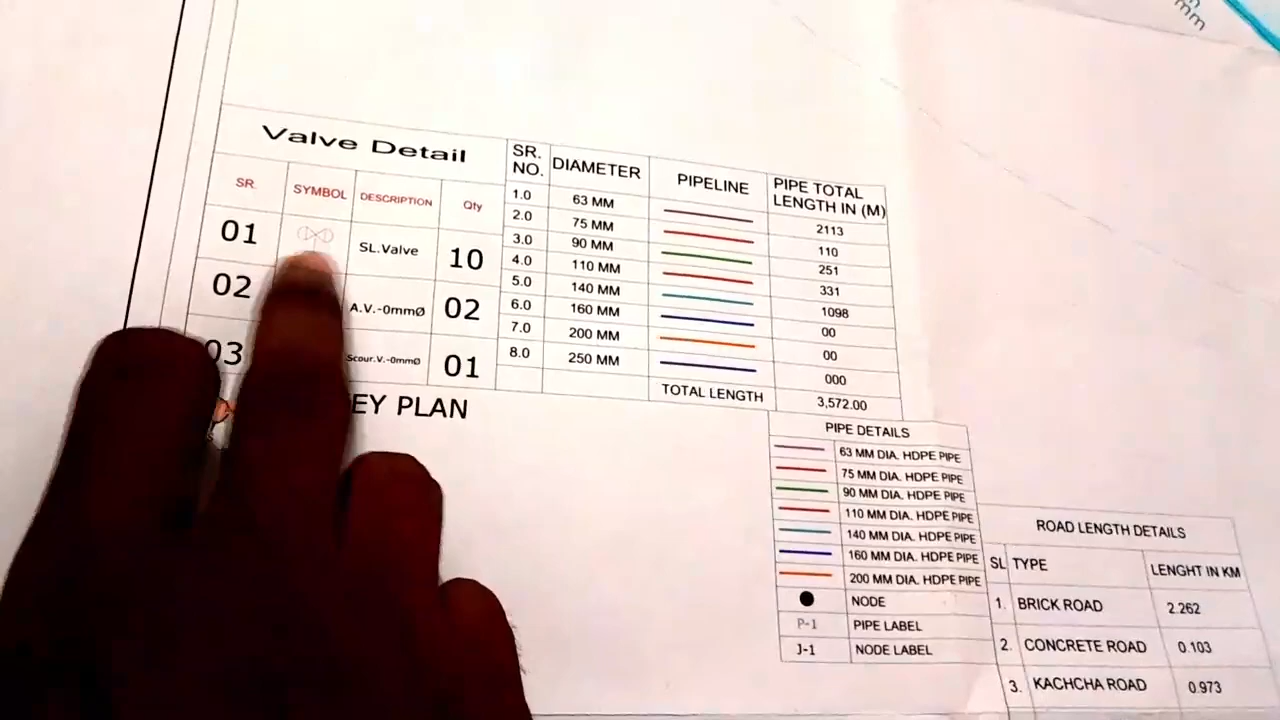 mm
Valve Detail
SR. SYMBOL DESCRIPTION Qty
01 SL.Valve 10
02 A.V.-0mmØ 02
03 Scour.V.-0mmØ 01
EY PLAN
SR. NO. DIAMETER PIPELINE PIPE TOTAL LENGTH IN (M)
1.0 63 MM 2113
2.0 75 MM 110
3.0 90 MM 251
4.0 110 MM 331
5.0 140 MM 1098
6.0 160 MM 00
7.0 200 MM 00
8.0 250 MM 000
TOTAL LENGTH 3,572.00
PIPE DETAILS
63 MM DIA. HDPE PIPE
75 MM DIA. HDPE PIPE
90 MM DIA. HDPE PIPE
110 MM DIA. HDPE PIPE
140 MM DIA. HDPE PIPE
160 MM DIA. HDPE PIPE
200 MM DIA. HDPE PIPE
NODE
P-1 PIPE LABEL
J-1 NODE LABEL
ROAD LENGTH DETAILS
SL TYPE LENGHT IN KM
1. BRICK ROAD 2.262
2. CONCRETE ROAD 0.103
3. KACHCHA ROAD 0.973